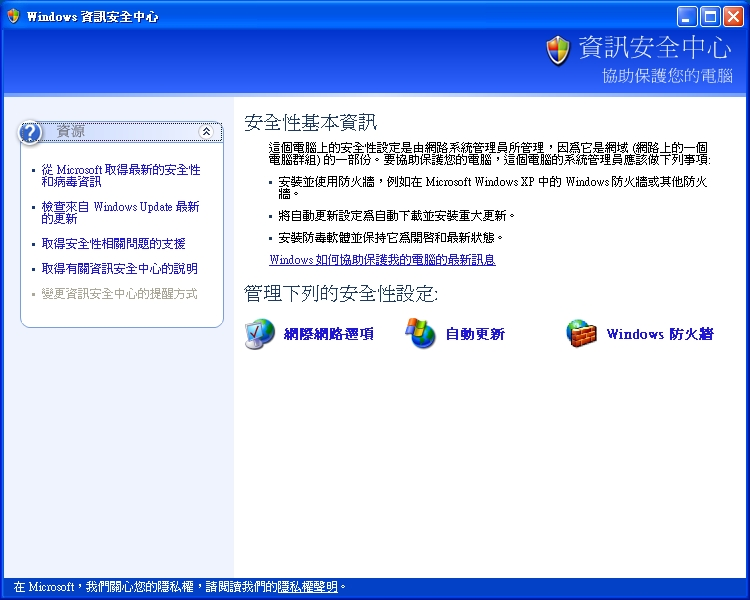 Windows 資訊安全中心
資訊安全中心
協助保護您的電腦
資源
從 Microsoft 取得最新的安全性
和病毒資訊
檢查來自 Windows Update 最新
的更新
取得安全性相關問題的支援
取得有關資訊安全中心的說明
變更資訊安全中心的提醒方式
安全性基本資訊
這個電腦上的安全性設定是由網路系統管理員所管理，因為它是網域 (網路上的一個
電腦群組) 的一部份。要協助保護您的電腦，這個電腦的系統管理員應該做下列事項:
安裝並使用防火牆，例如在 Microsoft Windows XP 中的 Windows 防火牆或其他防火
牆。
將自動更新設定為自動下載並安裝重大更新。
安裝防毒軟體並保持它為開啓和最新狀態。
Windows 如何協助保護我的電腦的最新訊息
管理下列的安全性設定:
網際網路選項
自動更新
Windows 防火牆
在 Microsoft，我們關心您的隱私權，請閱讀我們的隱私權聲明。